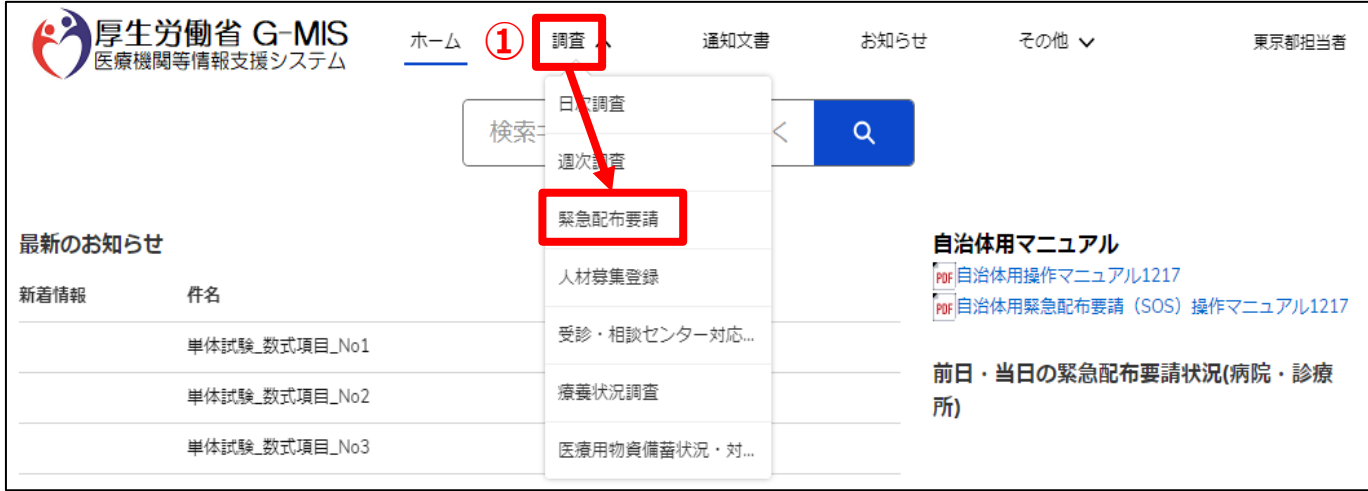 厚生労働省 G-MIS
医療機関等情報支援システム
ホーム
①
調査
通知文書
お知らせ
その他
東京都担当者
日次調査
検索
く
週次調査
緊急配布要請
人材募集登録
受診・相談センター対応...
療養状況調査
医療用物資備蓄状況・対...
最新のお知らせ
新着情報 件名
単体試験_数式項目_No1
単体試験_数式項目_No2
単体試験_数式項目_No3
自治体用マニュアル
PDF 自治体用操作マニュアル1217
PDF 自治体用緊急配布要請（SOS）操作マニュアル1217
前日・当日の緊急配布要請状況(病院・診療
所)